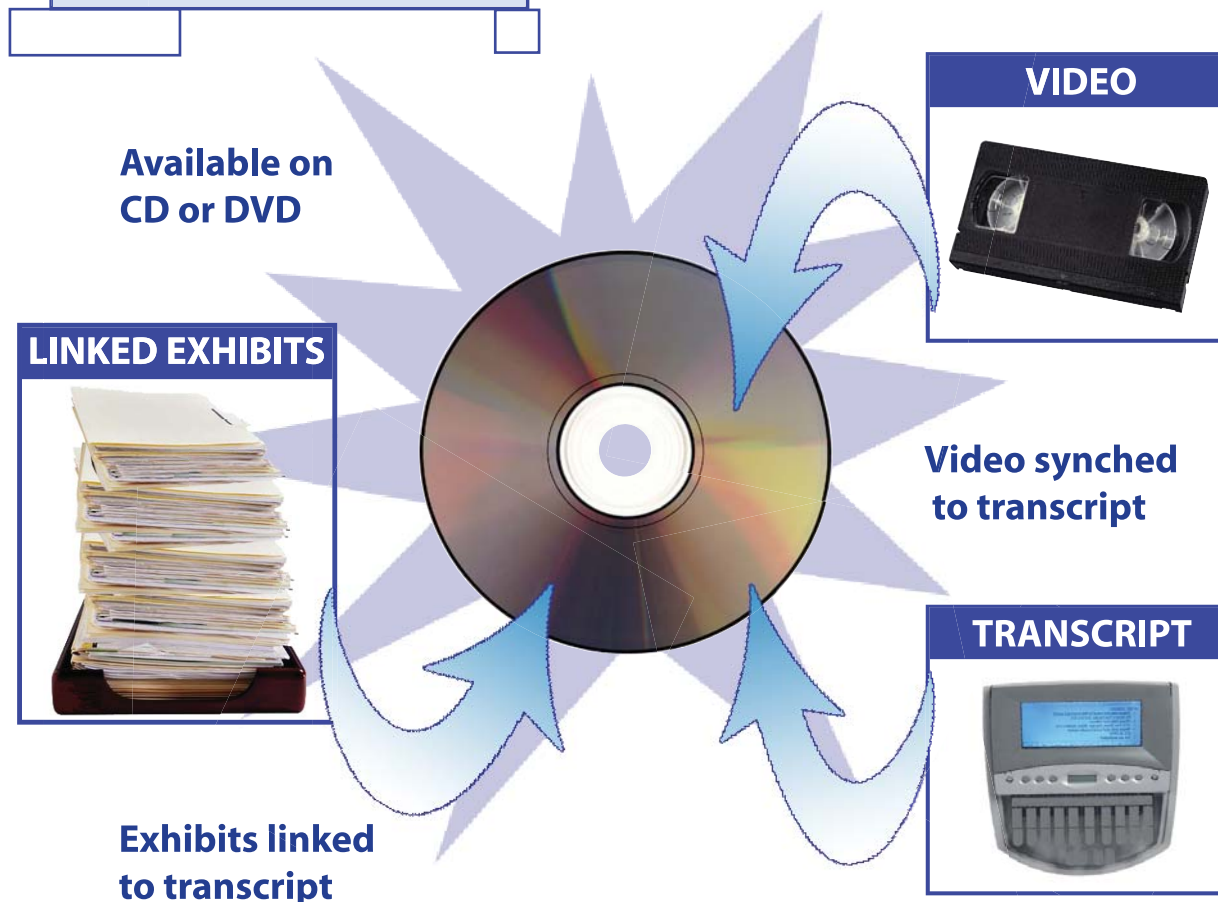 VIDEO
Available on
CD or DVD
LINKED EXHIBITS
Video synched
to transcript
TRANSCRIPT
Exhibits linked
to transcript